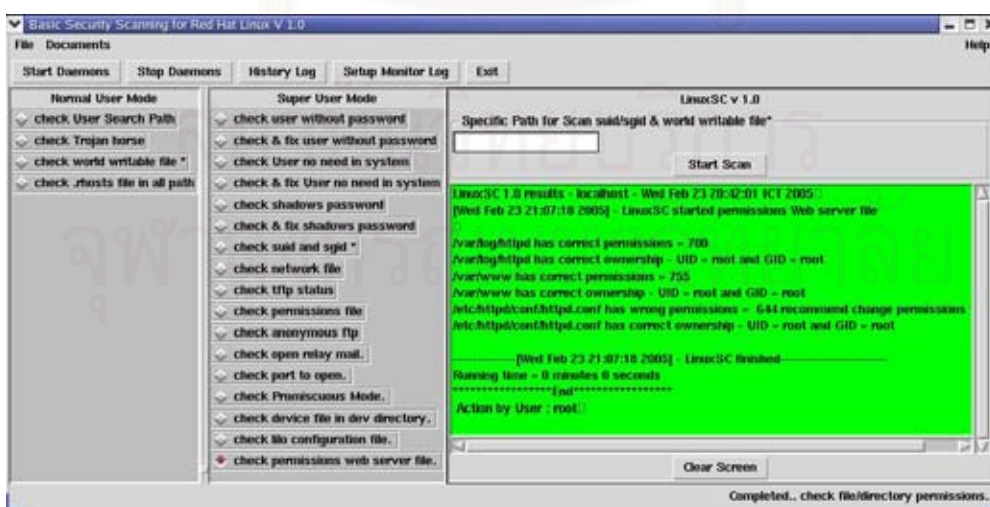 Basic Security Scanning for Red Hat Linux V 1.0
File Documents Help
Start Daemons Stop Daemons History Log Setup Monitor Log Exit
Normal User Mode
check User Search Path
check Trojan horse
check world writable file *
check .rhosts file in all path
Super User Mode
check user without password
check & fix user without password
check User no need in system
check & fix User no need in system
check shadows password
check & fix shadows password
check suid and sgid *
check network file
check tftp status
check permissions file
check anonymous ftp
check open relay mail.
check port to open.
check Promiscuous Mode.
check device file in dev directory.
check lilo configuration file.
check permissions web server file.
LinuxSC v 1.0
Specific Path for Scan suid/sgid & world writable file*
Start Scan
LinuxSC 1.0 results - localhost - Wed Feb 23 20:42:01 ICT 2005
[Wed Feb 23 21:07:18 2005] - LinuxSC started permissions Web server file
/var/log/httpd has correct permissions = 700
/var/log/httpd has correct ownership - UID = root and GID = root
/var/www has correct permissions = 755
/var/www has correct ownership - UID = root and GID = root
/etc/httpd/conf/httpd.conf has wrong permissions = 644 recommend change permissions
/etc/httpd/conf/httpd.conf has correct ownership - UID = root and GID = root
--------------[Wed Feb 23 21:07:18 2005] - LinuxSC finished-----------------------
Running time = 0 minutes 0 seconds
******************End******************
Action by User : root
Clear Screen
Completed.. check file/directory permissions.